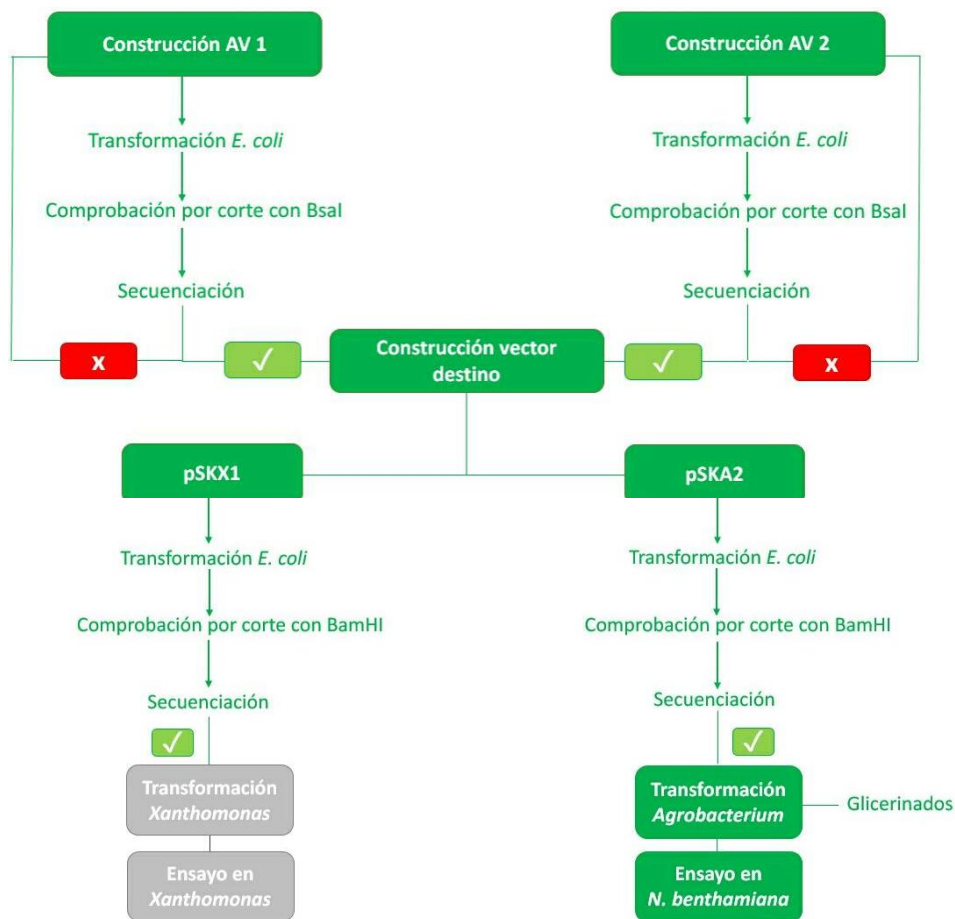 Construcción AV 1
Construcción AV 2
Transformación E. coli
Transformación E. coli
Comprobación por corte con BsaI
Comprobación por corte con BsaI
Secuenciación
Secuenciación
X
✓
Construcción vector
destino
✓
X
pSKX1
pSKA2
Transformación E. coli
Transformación E. coli
Comprobación por corte con BamHI
Comprobación por corte con BamHI
Secuenciación
Secuenciación
✓
✓
Transformación
Xanthomonas
Transformación
Agrobacterium
Glicerinados
Ensayo en
Xanthomonas
Ensayo en
N. benthamiana